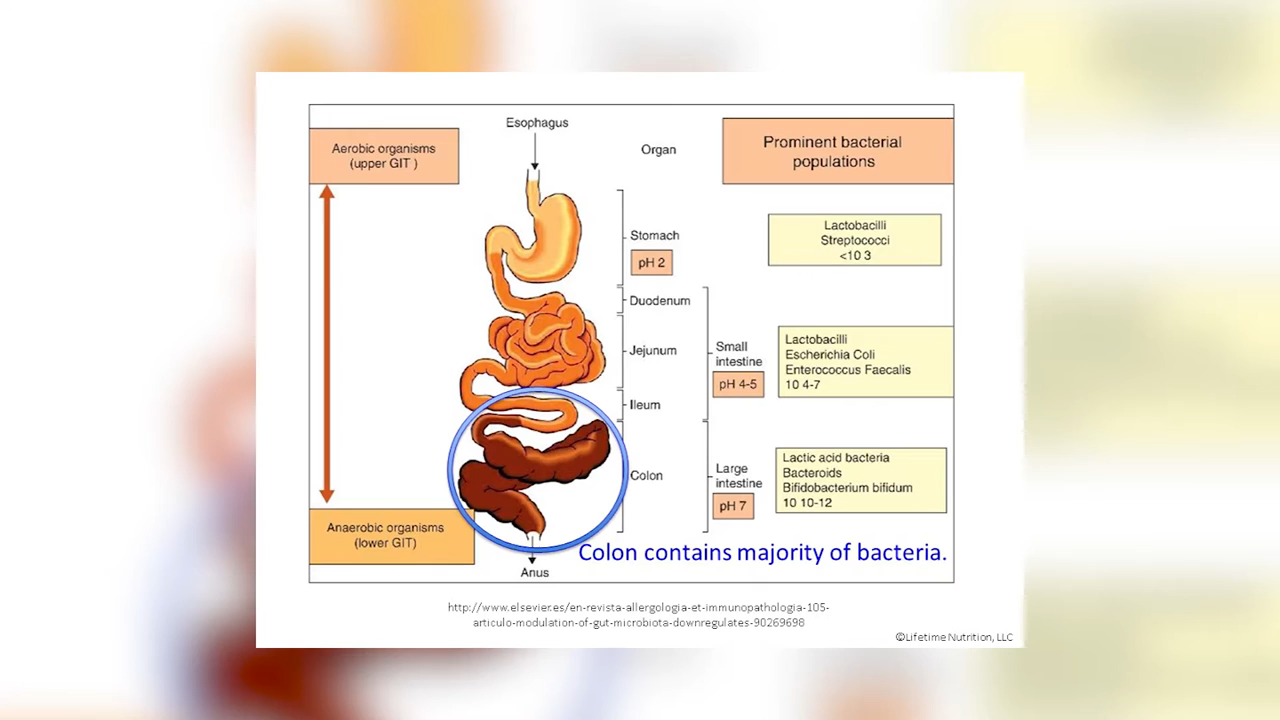 Esophagus
Aerobic organisms
(upper GIT )
Organ
Prominent bacterial
populations
Stomach
pH 2
Lactobacilli
Streptococci
<10 3
Duodenum
Jejunum
Ileum
Small
intestine
pH 4-5
Lactobacilli
Escherichia Coli
Enterococcus Faecalis
10 4-7
Colon
Large
intestine
pH 7
Lactic acid bacteria
Bacteroids
Bifidobacterium bifidum
10 10-12
Anaerobic organisms
(lower GIT)
Colon contains majority of bacteria.
Anus
http://www.elsevier.es/en-revista-allergologia-et-immunopathologia-105-
articulo-modulation-of-gut-microbiota-downregulates-90269698
©Lifetime Nutrition, LLC